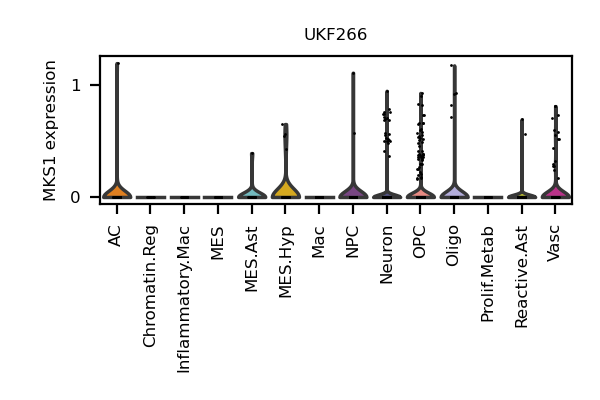 UKF266
MKS1 expression
1
0
AC
Chromatin.Reg
Inflammatory.Mac
MES
MES.Ast
MES.Hyp
Mac
NPC
Neuron
OPC
Oligo
Prolif.Metab
Reactive.Ast
Vasc